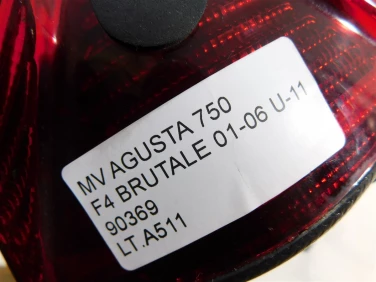 MV AGUSTA 750
F4 BRUTALE 01-06 U-11
90369
LT.A511